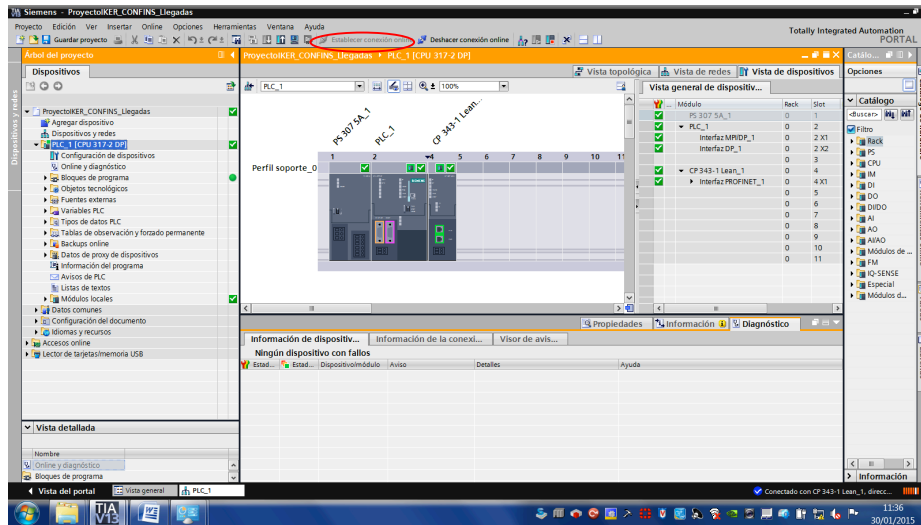 Siemens - ProyectoIKER_CONFINS_Llegadas
Proyecto Edición Ver Insertar Online Opciones Herramientas Ventana Ayuda
Totally Integrated Automation
PORTAL
Guardar proyecto
Establecer conexión online
Deshacer conexión online
Árbol del proyecto
ProyectoIKER_CONFINS_Llegadas
PLC_1 [CPU 317-2 DP]
Catálo...
Dispositivos
Vista topológica
Vista de redes
Vista de dispositivos
Opciones
Dispositivos y redes
PLC_1
100%
Vista general de dispositiv...
Módulo
Rack
Slot
PS 307 5A_1 0 1
PLC_1 0 2
Interfaz MPI/DP_1 0 2 X1
Interfaz DP_1 0 2 X2
0 3
CP 343-1 Lean_1 0 4
Interfaz PROFINET_1 0 4 X1
0 5
0 6
0 7
0 8
0 9
0 10
0 11
Catálogo
<Buscar>
Filtro
Rack
PS
CPU
IM
DI
DO
DI/DO
AI
AO
AI/AO
Módulos de ...
FM
IQ-SENSE
Especial
Módulos d...
ProyectoIKER_CONFINS_Llegadas
Agregar dispositivo
Dispositivos y redes
PLC_1 [CPU 317-2 DP]
Configuración de dispositivos
Online y diagnóstico
Bloques de programa
Objetos tecnológicos
Fuentes externas
Variables PLC
Tipos de datos PLC
Tablas de observación y forzado permanente
Backups online
Datos de proxy de dispositivos
Información del programa
Avisos de PLC
Listas de textos
Módulos locales
Datos comunes
Configuración del documento
Idiomas y recursos
Accesos online
Lector de tarjetas/memoria USB
PS 307 5A_1
PLC_1
CP 343-1 Lean...
1 2 4 5 6 7 8 9 10 11
Perfil soporte_0
Propiedades
Información
Diagnóstico
Información de dispositiv...
Información de la conexi...
Visor de avis...
Ningún dispositivo con fallos
Estad...
Estad...
Dispositivo/módulo
Aviso
Detalles
Ayuda
Vista detallada
Nombre
Online y diagnóstico
Bloques de programa
Información
Vista del portal
Vista general
PLC_1
Conectado con CP 343-1 Lean_1, direcc...
TIA
V13
11:36
30/01/2015